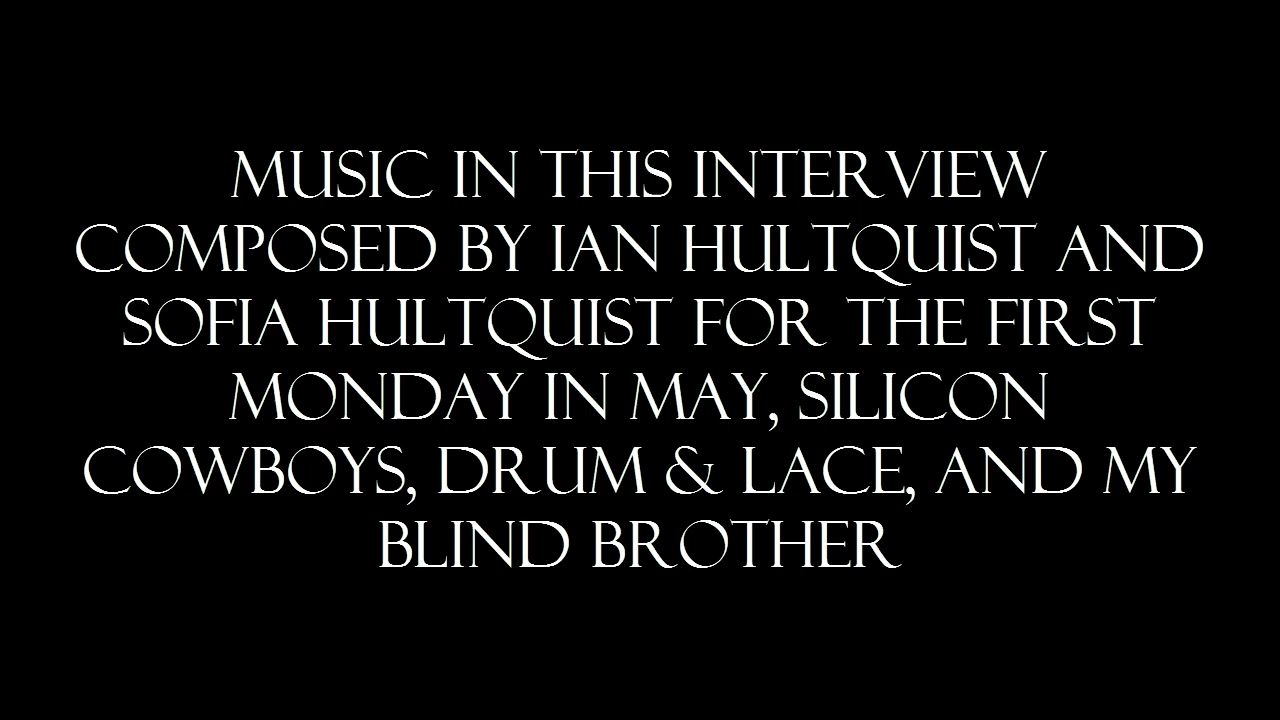 MUSIC IN THIS INTERVIEW
COMPOSED BY IAN HULTQUIST AND
SOFIA HULTQUIST FOR THE FIRST
MONDAY IN MAY, SILICON
COWBOYS, DRUM & LACE, AND MY
BLIND BROTHER